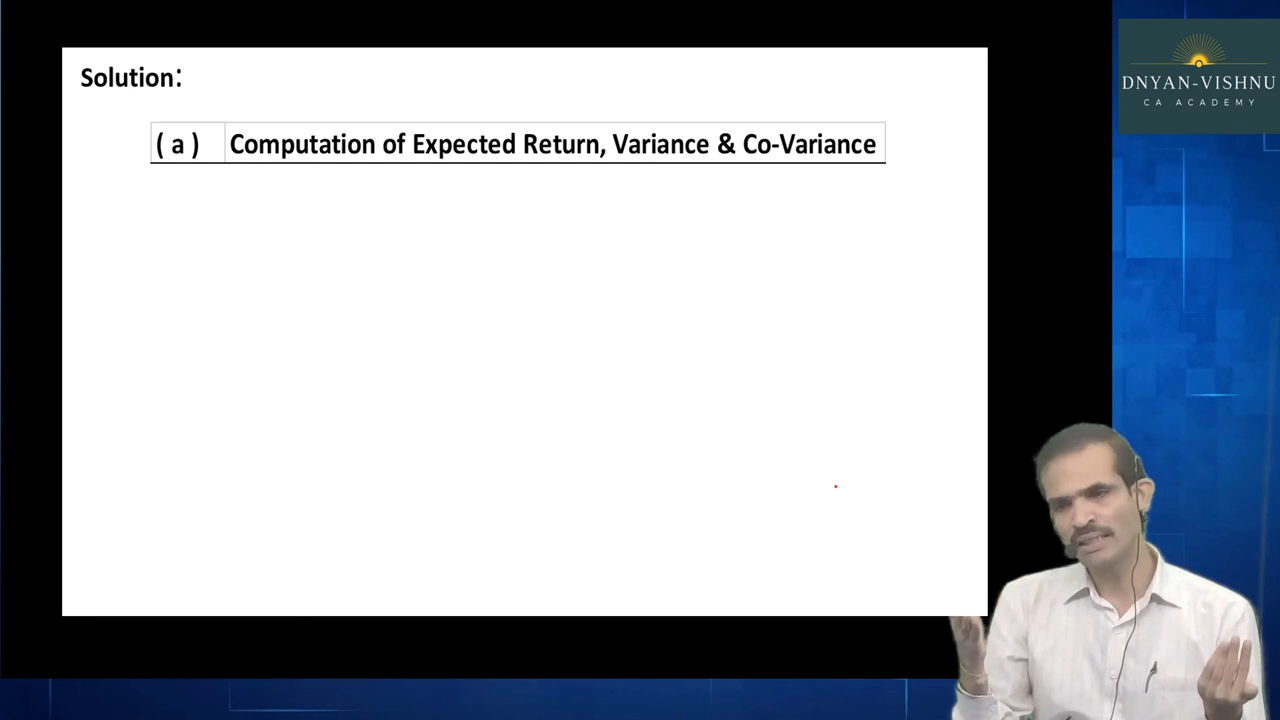 Solution:
( a ) Computation of Expected Return, Variance & Co-Variance
DNYAN-VISHNU
CA ACADEMY